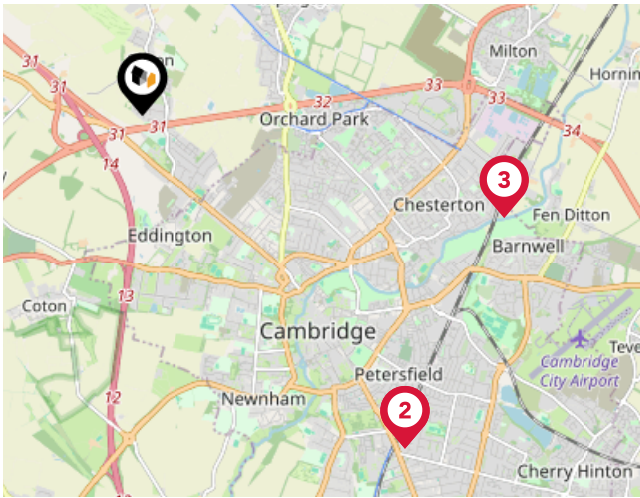 Milton
31
on
Hornin
33
32
33
31
31
Orchard Park
34
14
3
Chesterton
Fen Ditton
Eddington
Barnwell
13
Coton
Cambridge
Teve
Cambridge
City Airport
Petersfield
12
Newnham
2
Cherry Hinton